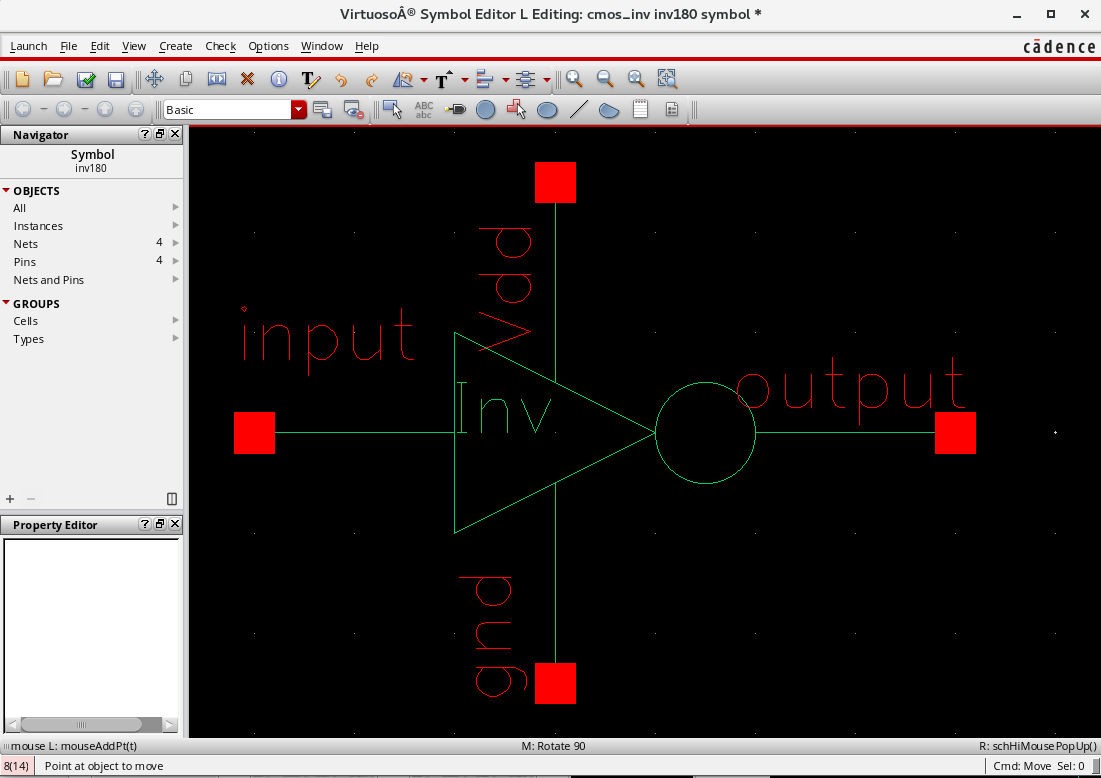 VirtuosoÂ® Symbol Editor L Editing: cmos_inv inv180 symbol *
Launch File Edit View Create Check Options Window Help
cādence
Basic
ABC
abc
Navigator
Symbol
inv180
OBJECTS
All
Instances
Nets 4
Pins 4
Nets and Pins
GROUPS
Cells
Types
Property Editor
Vdd
input
Inv
output
gnd
mouse L: mouseAddPt(t) M: Rotate 90 R: schHiMousePopUp()
8(14) Point at object to move Cmd: Move Sel: 0